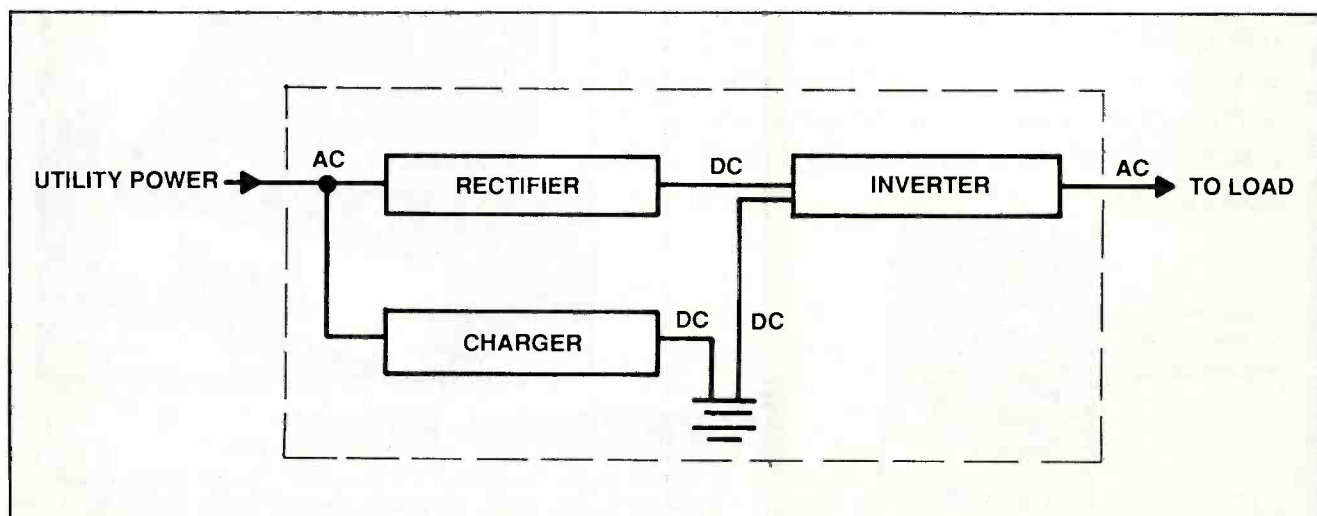 UTILITY POWER
AC
RECTIFIER
DC
INVERTER
AC
TO LOAD
CHARGER
DC
DC